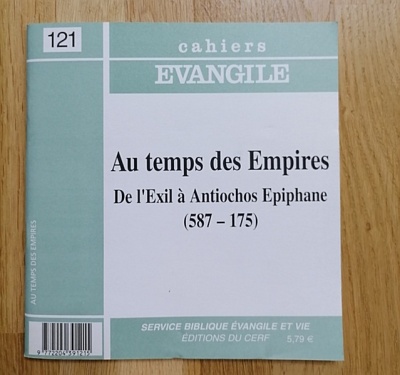 121
cahiers
EVANGILE
Au temps des Empires
De l'Exil à Antiochos Epiphane
(587 – 175)
AU TEMPS DES EMPIRES
SERVICE BIBLIQUE ÉVANGILE ET VIE
ÉDITIONS DU CERF 5,79 €